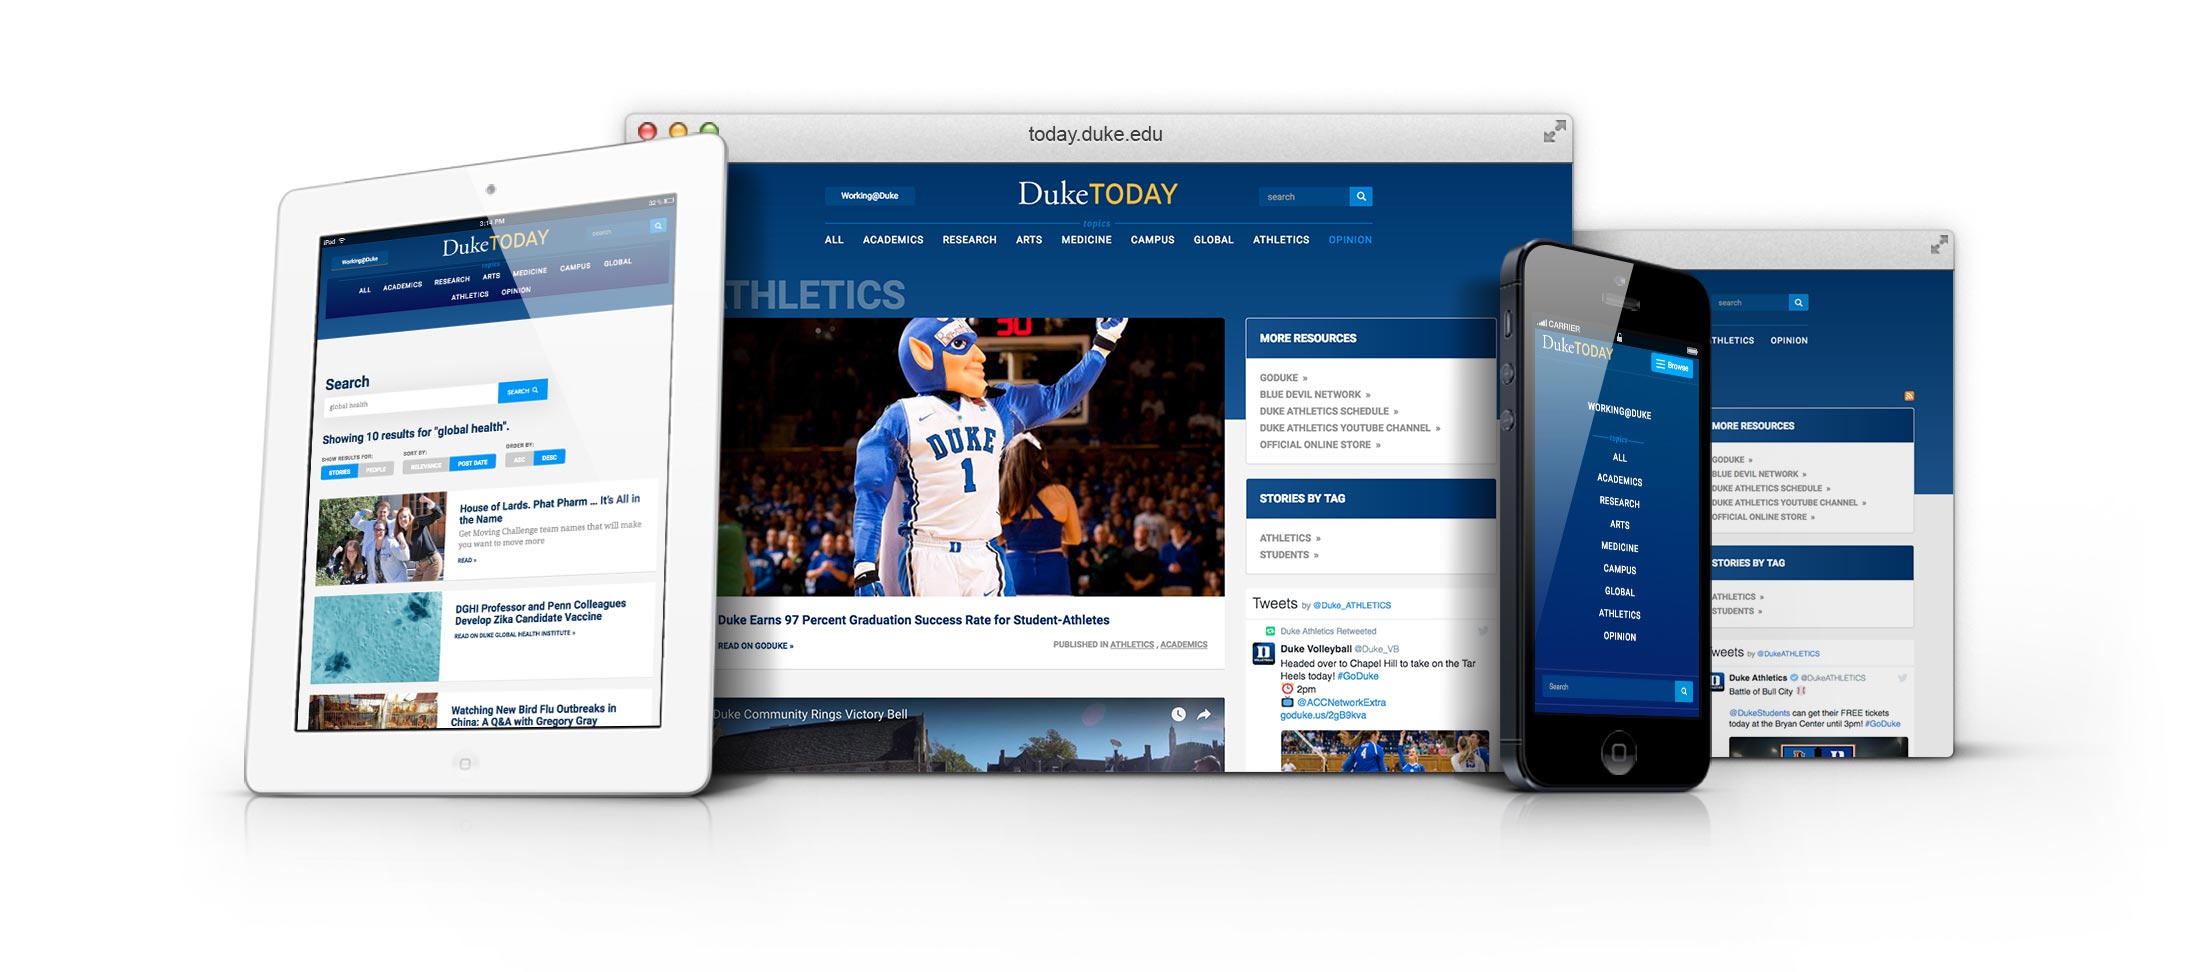 today.duke.edu
Working@Duke
DukeTODAY
search
topics
ALL ACADEMICS RESEARCH ARTS MEDICINE CAMPUS GLOBAL ATHLETICS OPINION
THLETICS
30
DUKE
1
Duke Earns 97 Percent Graduation Success Rate for Student-Athletes
READ ON GODUKE »
PUBLISHED IN ATHLETICS , ACADEMICS
Duke Community Rings Victory Bell
MORE RESOURCES
GODUKE »
BLUE DEVIL NETWORK »
DUKE ATHLETICS SCHEDULE »
DUKE ATHLETICS YOUTUBE CHANNEL »
OFFICIAL ONLINE STORE »
STORIES BY TAG
ATHLETICS »
STUDENTS »
Tweets by @Duke_ATHLETICS
Duke Athletics Retweeted
Duke Volleyball @Duke_VB
Headed over to Chapel Hill to take on the Tar
Heels today! #GoDuke
⏰ 2pm
📺 @ACCNetworkExtra
goduke.us/2gB9kva
iPad
3:14 PM
32 %
Working@Duke
DukeTODAY
search
topics
ALL ACADEMICS RESEARCH ARTS MEDICINE CAMPUS GLOBAL
ATHLETICS OPINION
Search
global health
SEARCH
Showing 10 results for "global health".
SHOW RESULTS FOR: SORT BY: ORDER BY:
STORIES PEOPLE RELEVANCE POST DATE ASC DESC
House of Lards. Phat Pharm ... It's All in
the Name
Get Moving Challenge team names that will make
you want to move more
READ »
DGHI Professor and Penn Colleagues
Develop Zika Candidate Vaccine
READ ON DUKE GLOBAL HEALTH INSTITUTE »
Watching New Bird Flu Outbreaks in
China: A Q&A with Gregory Gray
CARRIER
DukeTODAY
Browse
WORKING@DUKE
topics
ALL
ACADEMICS
RESEARCH
ARTS
MEDICINE
CAMPUS
GLOBAL
ATHLETICS
OPINION
Search
search
THLETICS OPINION
MORE RESOURCES
GODUKE »
BLUE DEVIL NETWORK »
DUKE ATHLETICS SCHEDULE »
DUKE ATHLETICS YOUTUBE CHANNEL »
OFFICIAL ONLINE STORE »
STORIES BY TAG
ATHLETICS »
STUDENTS »
weets by @DukeATHLETICS
Duke Athletics @DukeATHLETICS
Battle of Bull City
@DukeStudents can get their FREE tickets
today at the Bryan Center until 3pm! #GoDuke